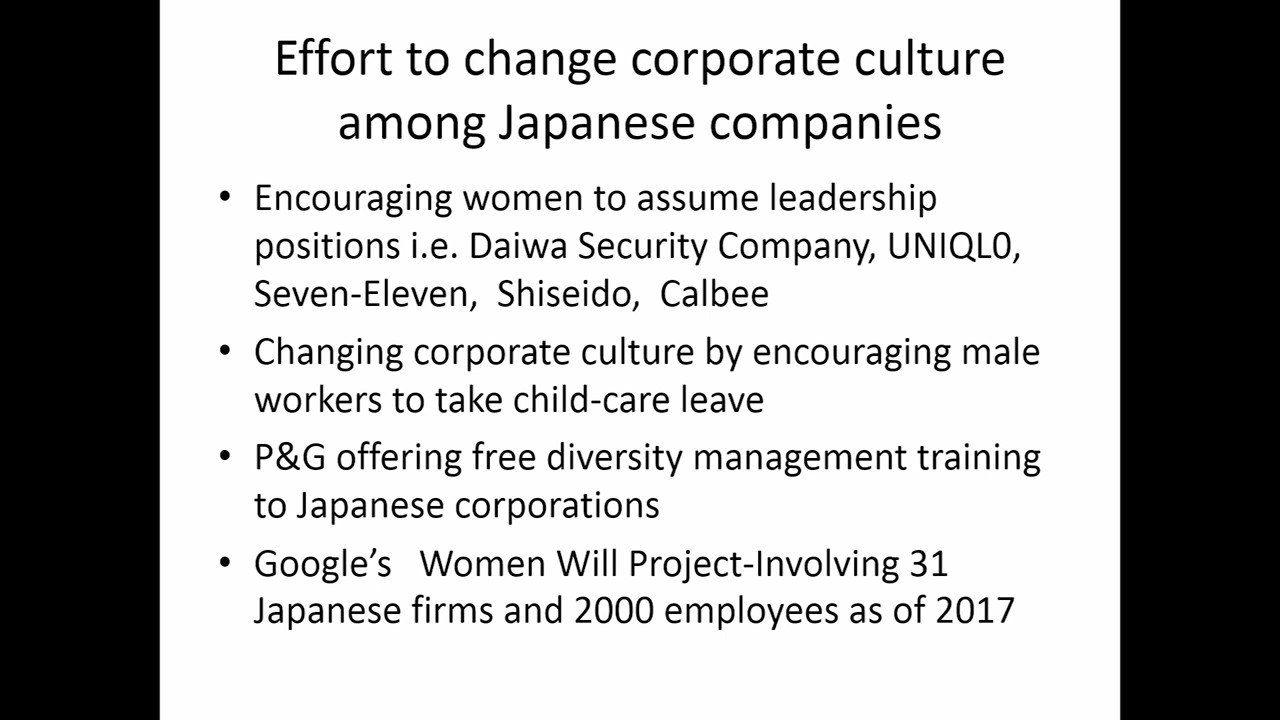 Effort to change corporate culture
among Japanese companies
• Encouraging women to assume leadership
positions i.e. Daiwa Security Company, UNIQL0,
Seven-Eleven,  Shiseido,  Calbee
• Changing corporate culture by encouraging male
workers to take child-care leave
• P&G offering free diversity management training
to Japanese corporations
• Google’s   Women Will Project-Involving 31
Japanese firms and 2000 employees as of 2017